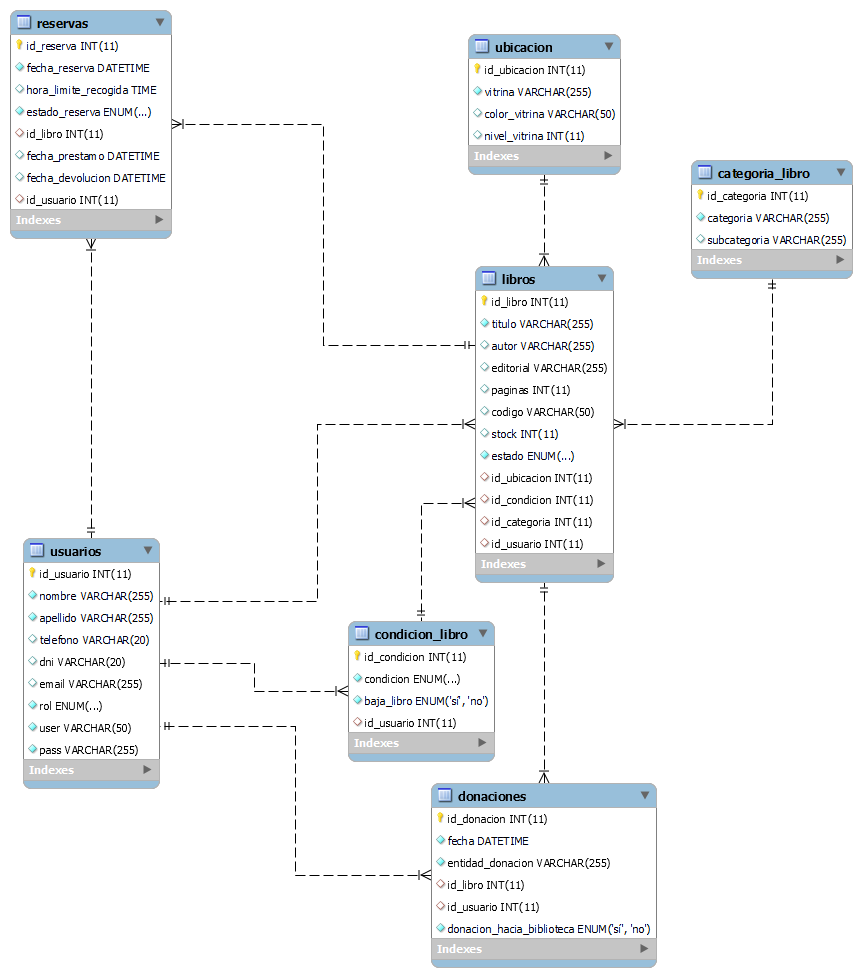 reservas
id_reserva INT(11)
fecha_reserva DATETIME
hora_limite_recogida TIME
estado_reserva ENUM(...)
id_libro INT(11)
fecha_prestamo DATETIME
fecha_devolucion DATETIME
id_usuario INT(11)
Indexes
ubicacion
id_ubicacion INT(11)
vitrina VARCHAR(255)
color_vitrina VARCHAR(50)
nivel_vitrina INT(11)
Indexes
categoria_libro
id_categoria INT(11)
categoria VARCHAR(255)
subcategoria VARCHAR(255)
Indexes
libros
id_libro INT(11)
titulo VARCHAR(255)
autor VARCHAR(255)
editorial VARCHAR(255)
paginas INT(11)
codigo VARCHAR(50)
stock INT(11)
estado ENUM(...)
id_ubicacion INT(11)
id_condicion INT(11)
id_categoria INT(11)
id_usuario INT(11)
Indexes
usuarios
id_usuario INT(11)
nombre VARCHAR(255)
apellido VARCHAR(255)
telefono VARCHAR(20)
dni VARCHAR(20)
email VARCHAR(255)
rol ENUM(...)
user VARCHAR(50)
pass VARCHAR(255)
Indexes
condicion_libro
id_condicion INT(11)
condicion ENUM(...)
baja_libro ENUM('sí', 'no')
id_usuario INT(11)
Indexes
donaciones
id_donacion INT(11)
fecha DATETIME
entidad_donacion VARCHAR(255)
id_libro INT(11)
id_usuario INT(11)
donacion_hacia_biblioteca ENUM('sí', 'no')
Indexes